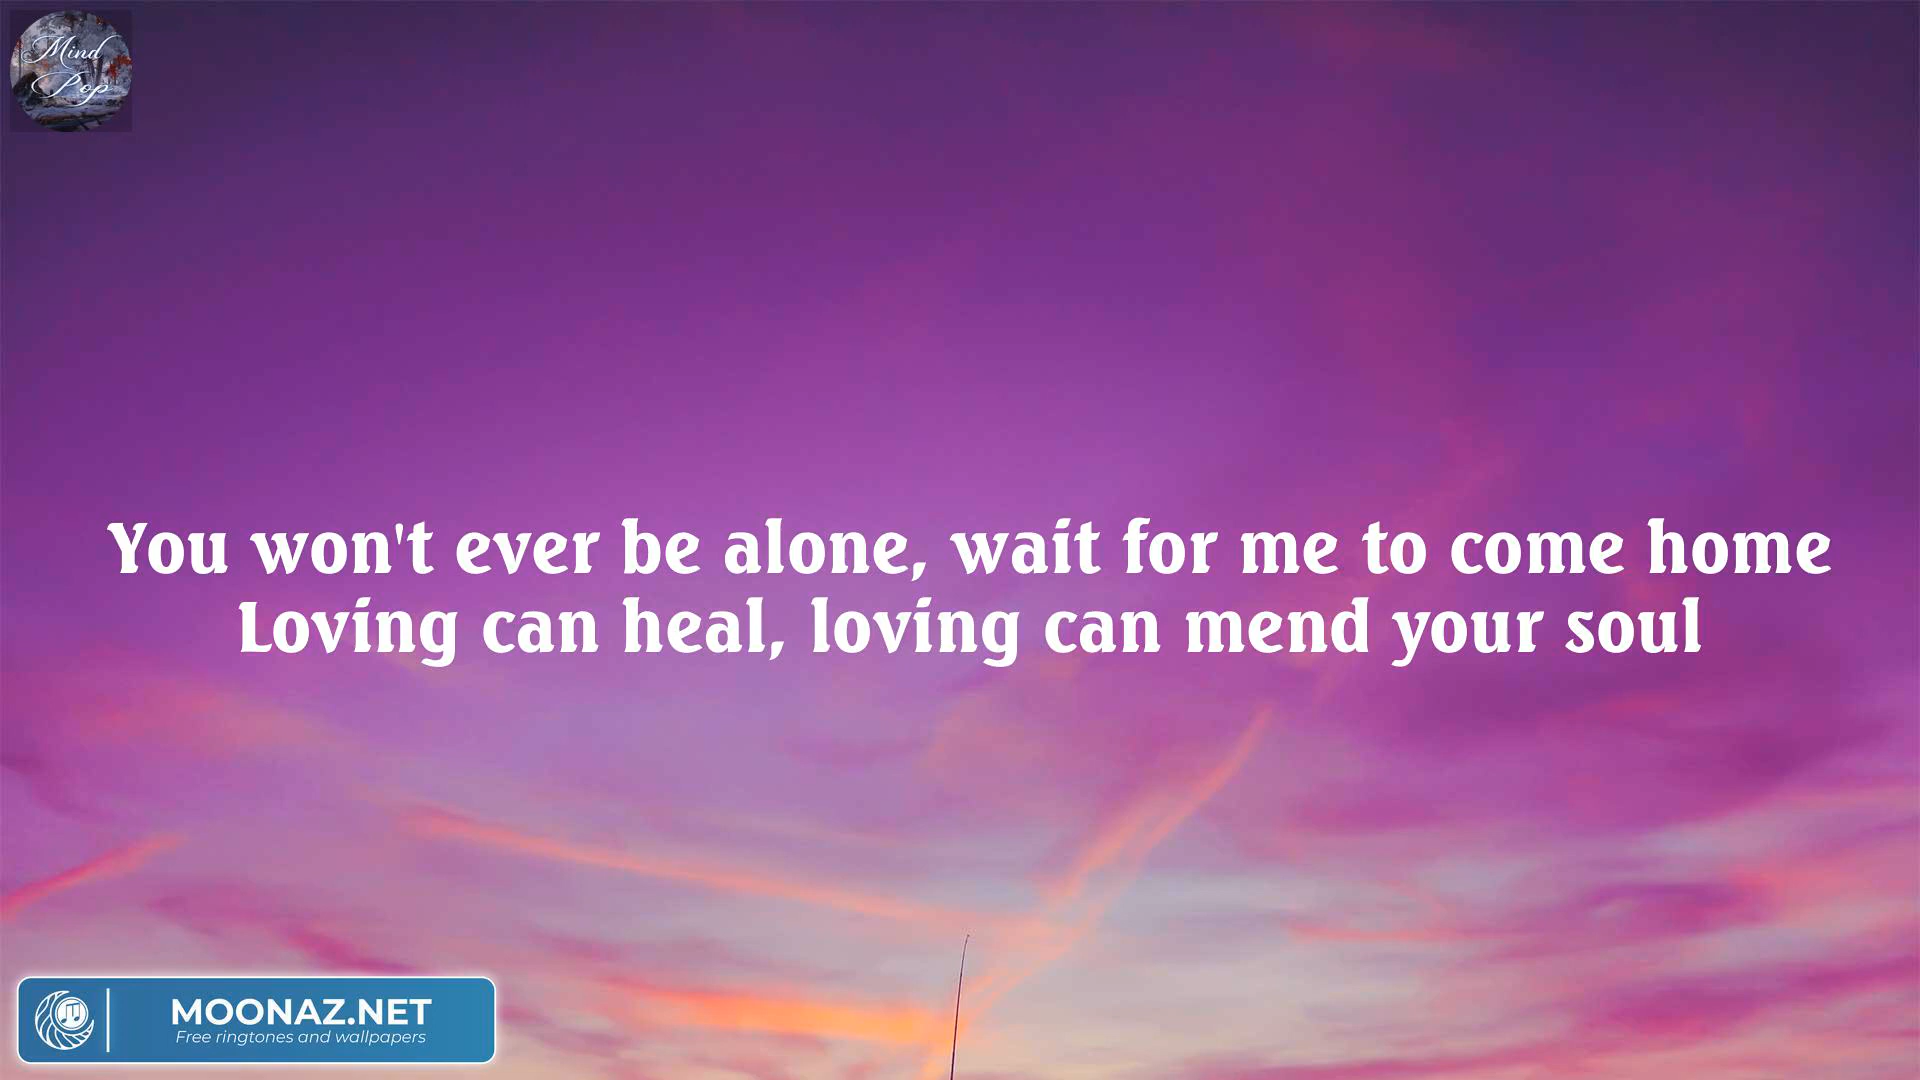 Mind
Pop
You won't ever be alone, wait for me to come home
Loving can heal, loving can mend your soul
MOONAZ.NET
Free ringtones and wallpapers